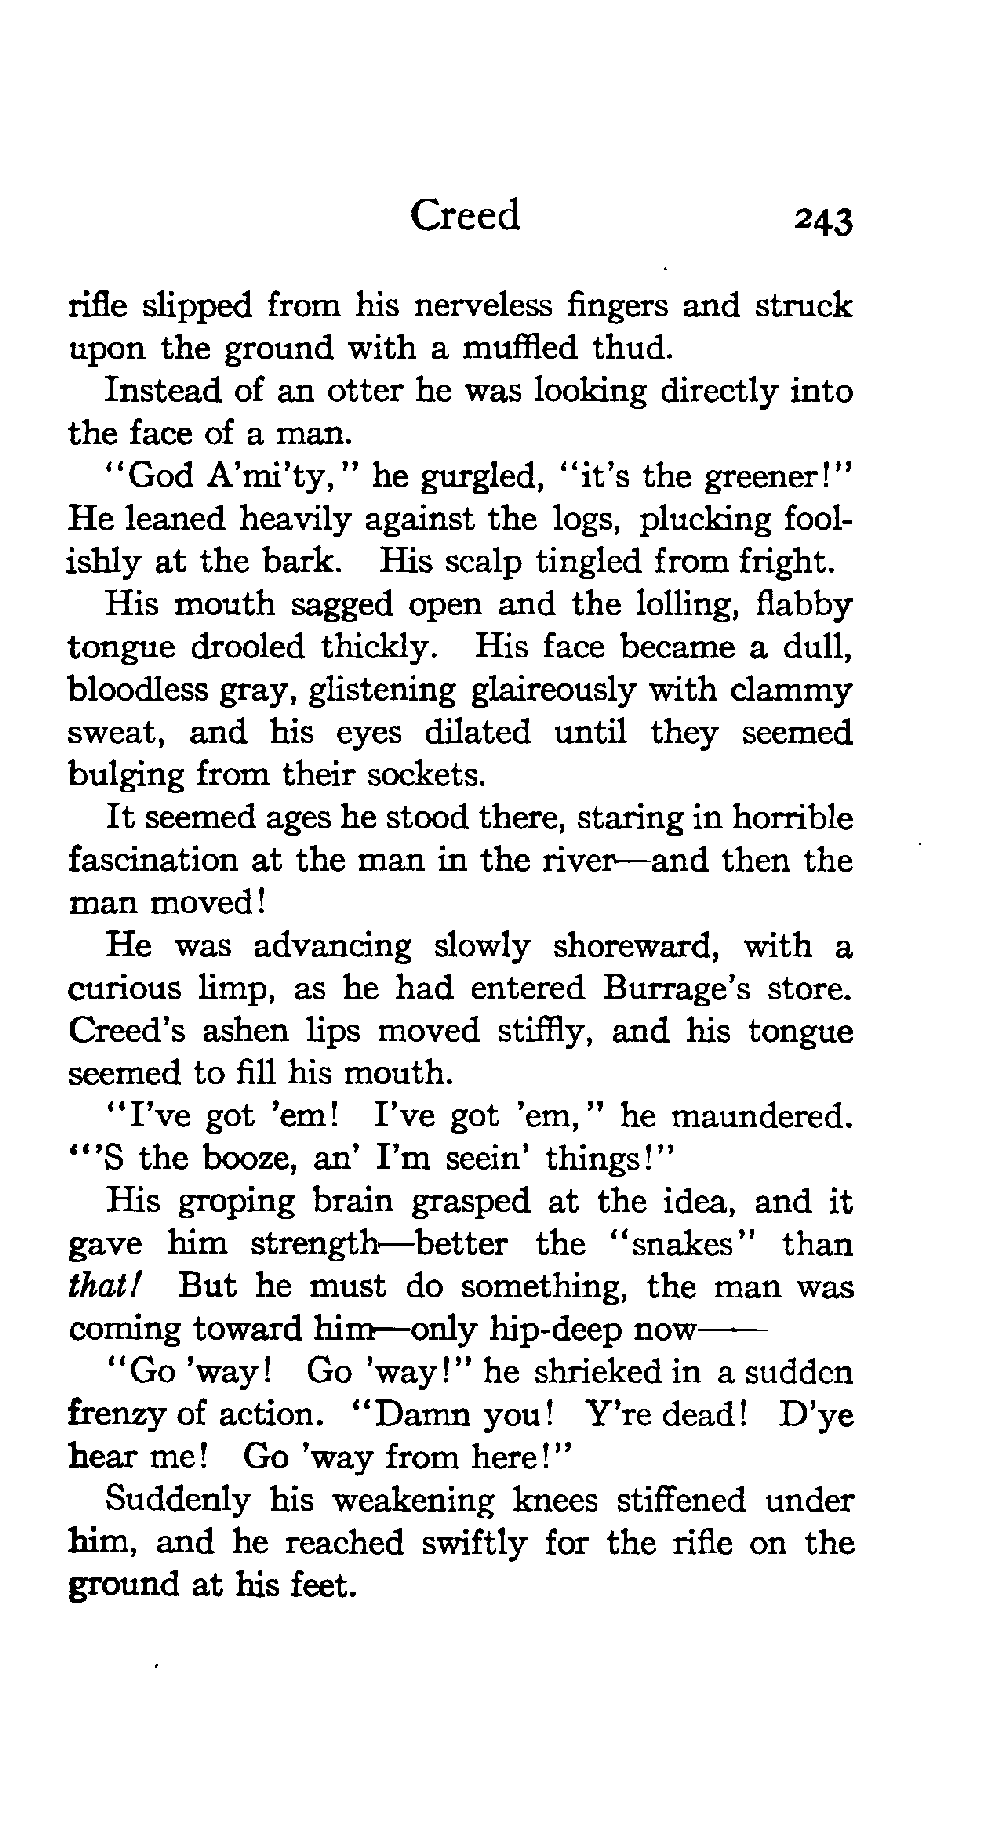 Creed 243
rifle slipped from his nerveless fingers and struck
upon the ground with a muffled thud.
Instead of an otter he was looking directly into
the face of a man.
"God A'mi'ty," he gurgled, "it's the greener!"
He leaned heavily against the logs, plucking fool-
ishly at the bark. His scalp tingled from fright.
His mouth sagged open and the lolling, flabby
tongue drooled thickly. His face became a dull,
bloodless gray, glistening glaireously with clammy
sweat, and his eyes dilated until they seemed
bulging from their sockets.
It seemed ages he stood there, staring in horrible
fascination at the man in the river—and then the
man moved!
He was advancing slowly shoreward, with a
curious limp, as he had entered Burrage's store.
Creed's ashen lips moved stiffly, and his tongue
seemed to fill his mouth.
"I've got 'em! I've got 'em," he maundered.
"'S the booze, an' I'm seein' things!"
His groping brain grasped at the idea, and it
gave him strength—better the "snakes" than
that! But he must do something, the man was
coming toward him—only hip-deep now——
"Go 'way! Go 'way!" he shrieked in a sudden
frenzy of action. "Damn you! Y're dead! D'ye
hear me! Go 'way from here!"
Suddenly his weakening knees stiffened under
him, and he reached swiftly for the rifle on the
ground at his feet.